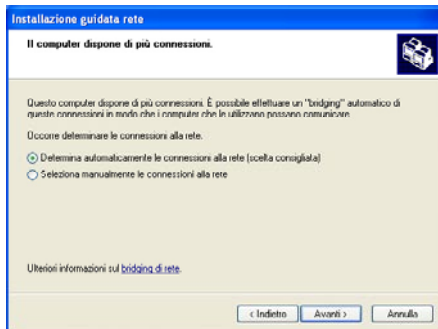 Installazione guidata rete
Il computer dispone di più connessioni.
Questo computer dispone di più connessioni. È possibile effettuare un "bridging" automatico di
queste connessioni in modo che i computer che le utilizzano possano comunicare.
Occorre determinare le connessioni alla rete.
Determina automaticamente le connessioni alla rete (scelta consigliata)
Seleziona manualmente le connessioni alla rete
Ulteriori informazioni sul bridging di rete.
< Indietro Avanti > Annulla